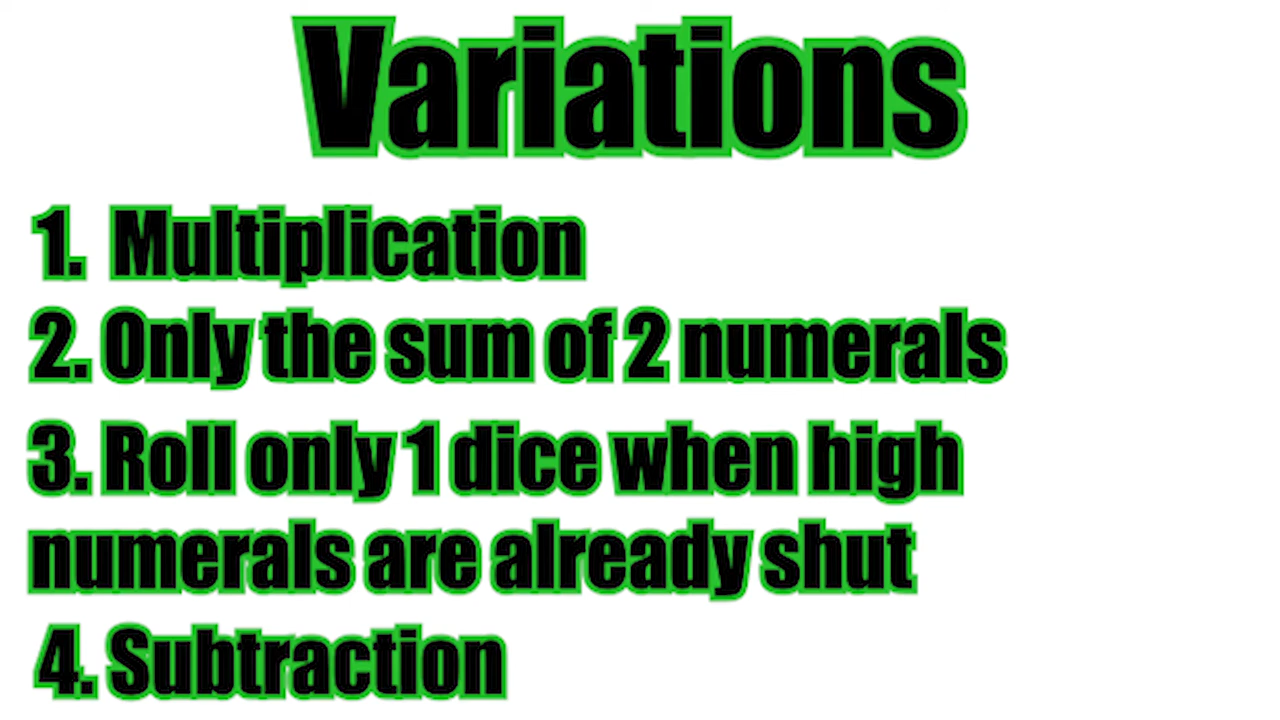 Variations
1. Multiplication
2. Only the sum of 2 numerals
3. Roll only 1 dice when high
numerals are already shut
4. Subtraction